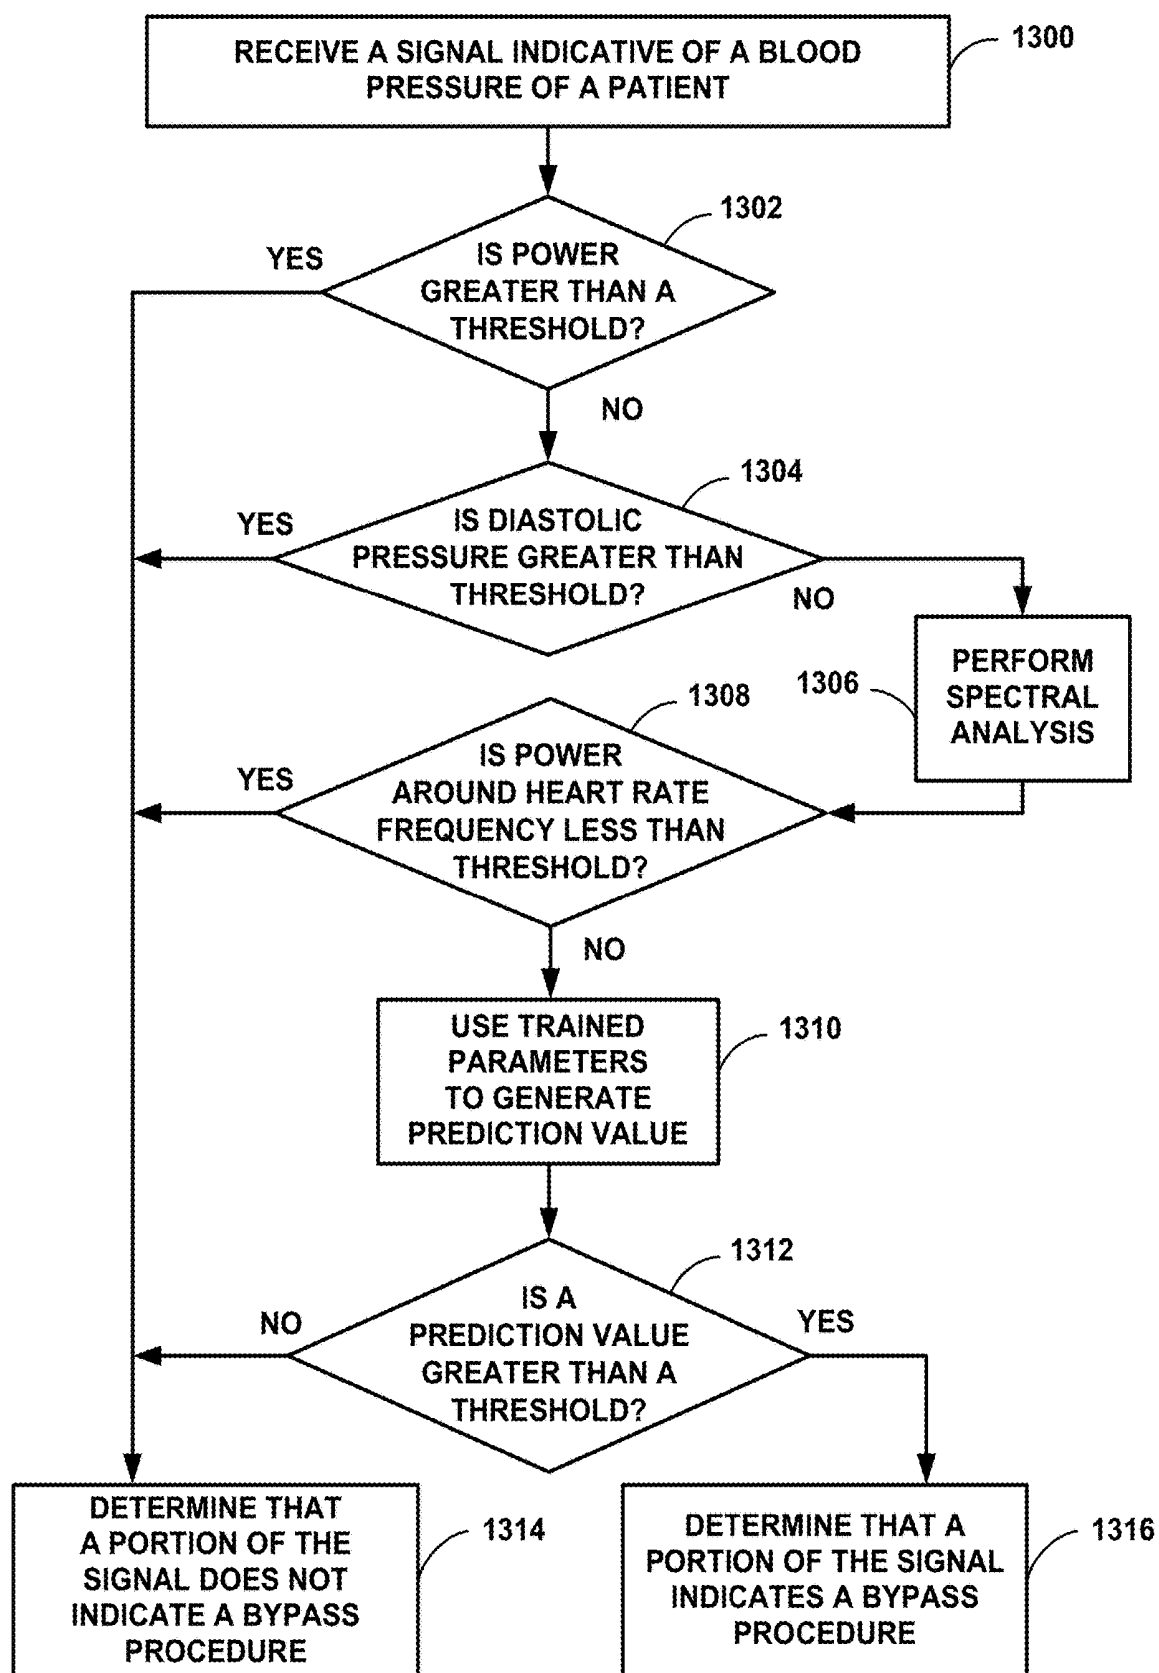 RECEIVE A SIGNAL INDICATIVE OF A BLOOD
PRESSURE OF A PATIENT
1300
1302
YES
IS POWER
GREATER THAN A
THRESHOLD?
NO
1304
YES
IS DIASTOLIC
PRESSURE GREATER THAN
THRESHOLD?
NO
PERFORM
SPECTRAL
ANALYSIS
1306
1308
YES
IS POWER
AROUND HEART RATE
FREQUENCY LESS THAN
THRESHOLD?
NO
USE TRAINED
PARAMETERS
TO GENERATE
PREDICTION VALUE
1310
1312
NO
IS A
PREDICTION VALUE
GREATER THAN A
THRESHOLD?
YES
DETERMINE THAT
A PORTION OF THE
SIGNAL DOES NOT
INDICATE A BYPASS
PROCEDURE
1314
DETERMINE THAT A
PORTION OF THE SIGNAL
INDICATES A BYPASS
PROCEDURE
1316